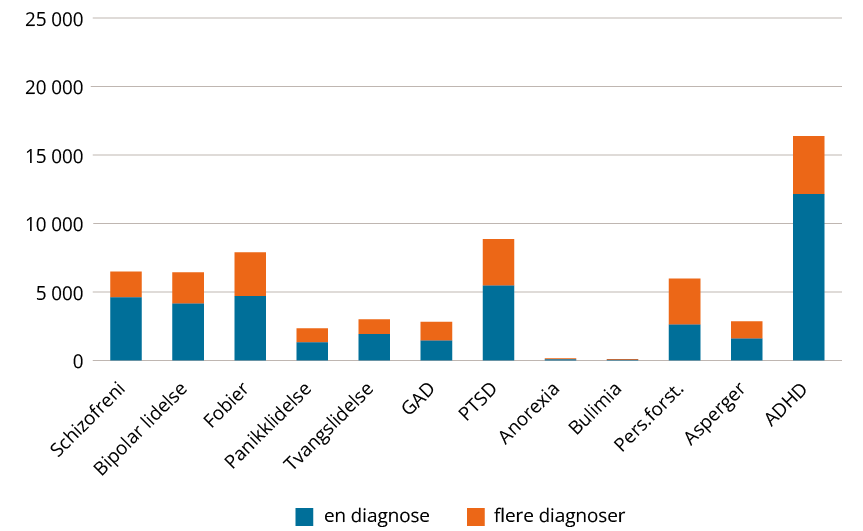 25 000
20 000
15 000
10 000
5 000
0
Schizofreni
Bipolar lidelse
Fobier
Panikklidelse
Tvangslidelse
GAD
PTSD
Anorexia
Bulimia
Pers.forst.
Asperger
ADHD
en diagnose
flere diagnoser